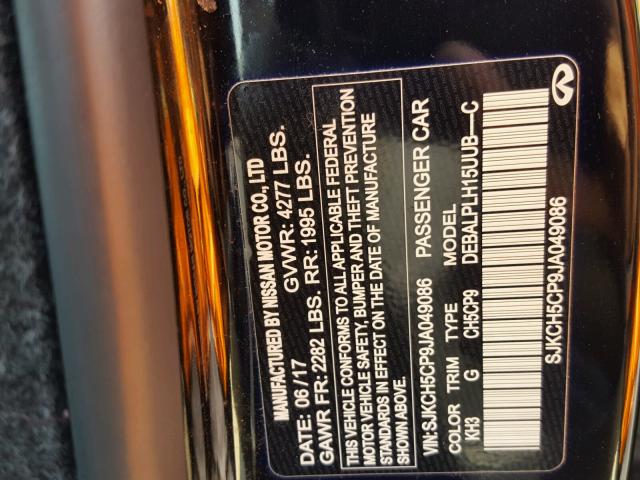 MANUFACTURED BY NISSAN MOTOR CO., LTD
DATE: 06/17 GVWR: 4277 LBS.
GAWR FR: 2282 LBS. RR: 1995 LBS.
THIS VEHICLE CONFORMS TO ALL APPLICABLE FEDERAL
MOTOR VEHICLE SAFETY, BUMPER AND THEFT PREVENTION
STANDARDS IN EFFECT ON THE DATE OF MANUFACTURE
SHOWN ABOVE.
VIN:SJKCH5CP9JA049086 PASSENGER CAR
COLOR TRIM TYPE MODEL
KH3 G CH5CP9 DEBALPLH15UUB-–C
SJKCH5CP9JA049086